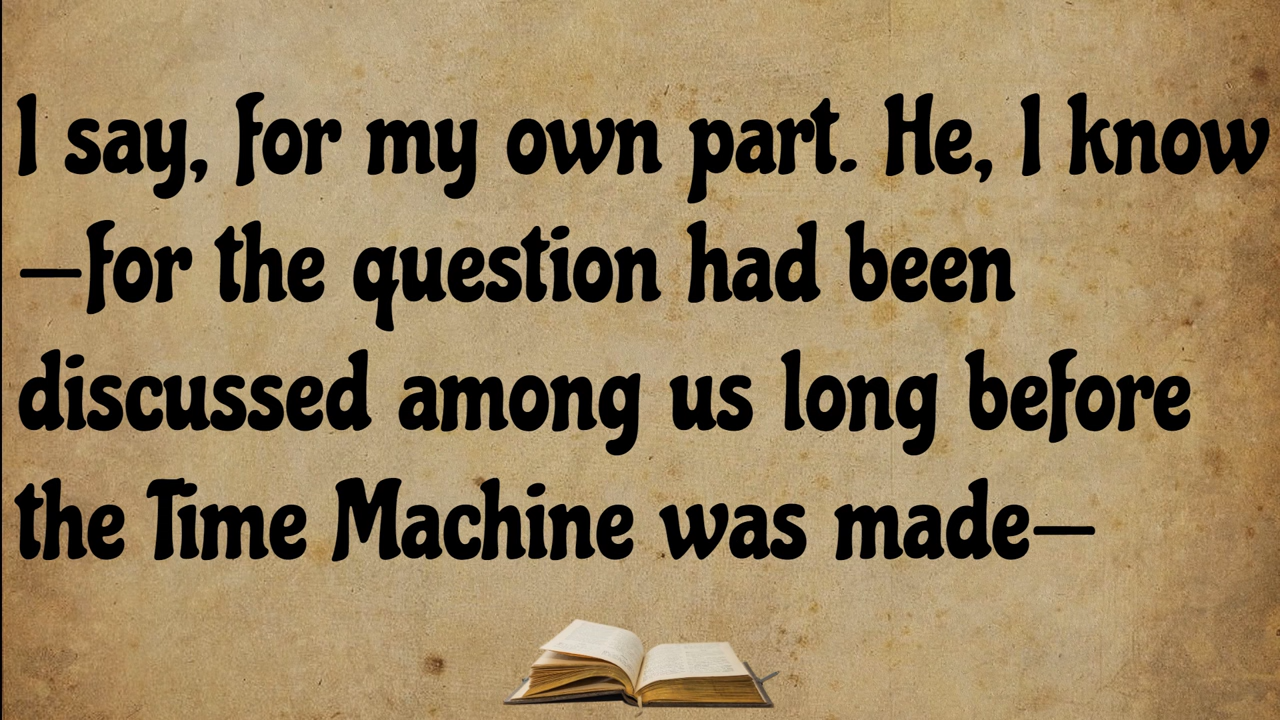 I say, for my own part. He, I know
—for the question had been
discussed among us long before
the Time Machine was made—